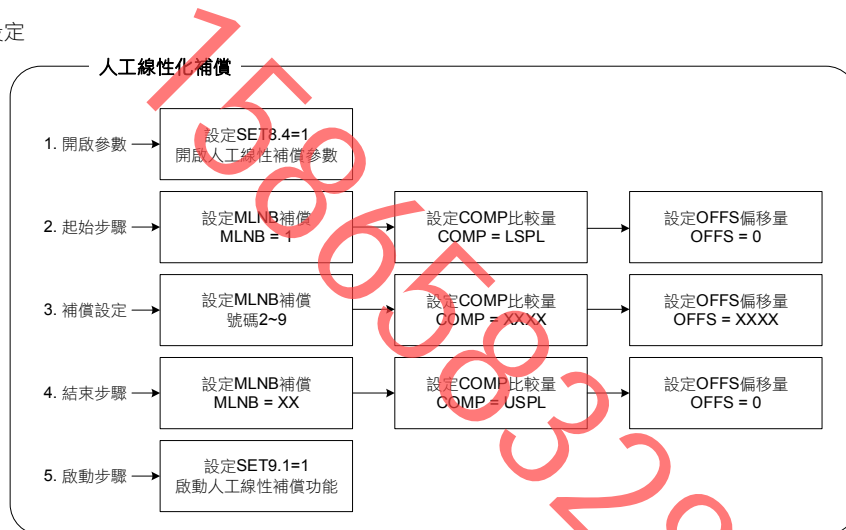 定
人工線性化補償
1. 開啟參數
設定SET8.4=1
開啟人工線性補償參數
2. 起始步驟
設定MLNB補償
MLNB = 1
設定COMP比較量
COMP = LSPL
設定OFFS偏移量
OFFS = 0
3. 補償設定
設定MLNB補償
號碼2~9
設定COMP比較量
COMP = XXXX
設定OFFS偏移量
OFFS = XXXX
4. 結束步驟
設定MLNB補償
MLNB = XX
設定COMP比較量
COMP = USPL
設定OFFS偏移量
OFFS = 0
5. 啟動步驟
設定SET9.1=1
啟動人工線性補償功能
158658329